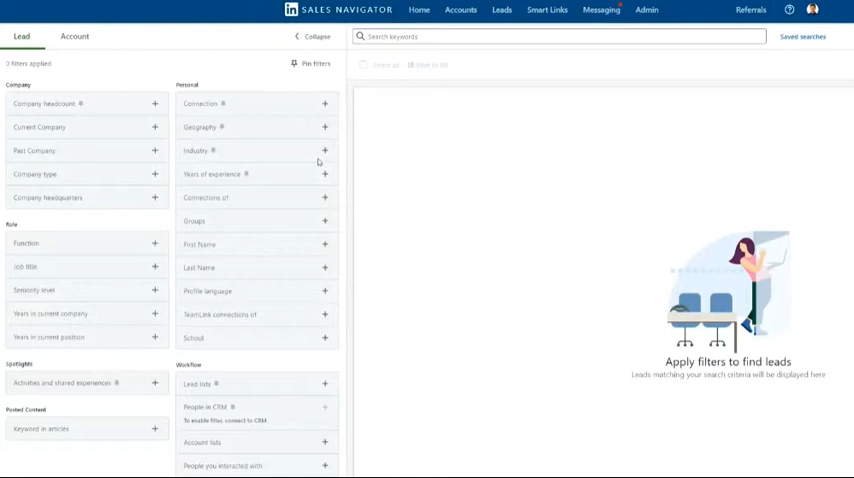 in SALES NAVIGATOR Home Accounts Leads Smart Links Messaging Admin Referrals
Lead Account Collapse
Search keywords
Saved searches
0 filters applied
Pin filters
Select all
Save to list
Company
Company headcount
Current Company
Past Company
Company type
Company headquarters
Role
Function
Job title
Seniority level
Years in current company
Years in current position
Spotlights
Activities and shared experiences
Posted Content
Keyword in articles
Personal
Connection
Geography
Industry
Years of experience
Connections of
Groups
First Name
Last Name
Profile language
TeamLink connections of
School
Workflow
Lead lists
People in CRM
To enable filter, connect to CRM
Account lists
People you interacted with
Apply filters to find leads
Leads matching your search criteria will be displayed here